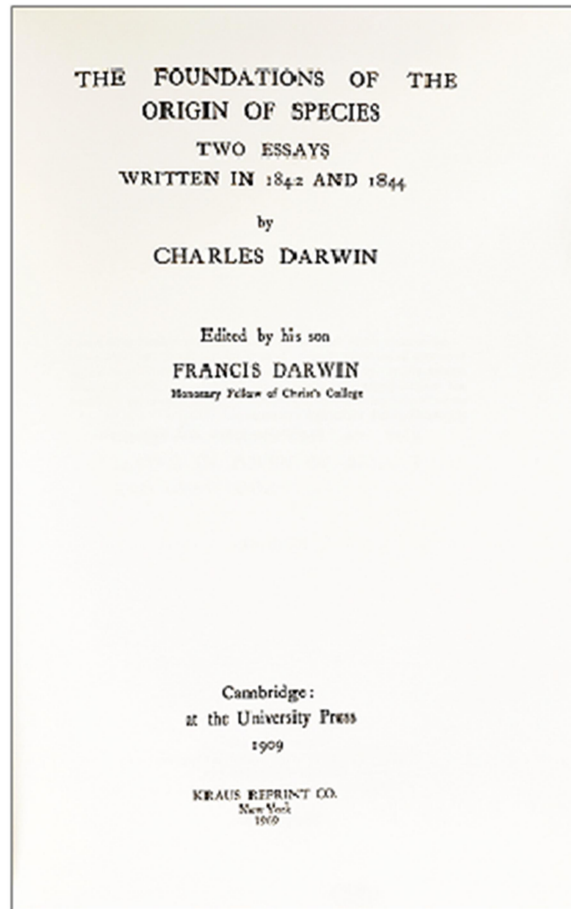 THE FOUNDATIONS OF THE
ORIGIN OF SPECIES
TWO ESSAYS
WRITTEN IN 1842 AND 1844
by
CHARLES DARWIN
Edited by his son
FRANCIS DARWIN
Honorary Fellow of Christ's College
Cambridge:
at the University Press
1909
KRAUS REPRINT CO.
New York
1969